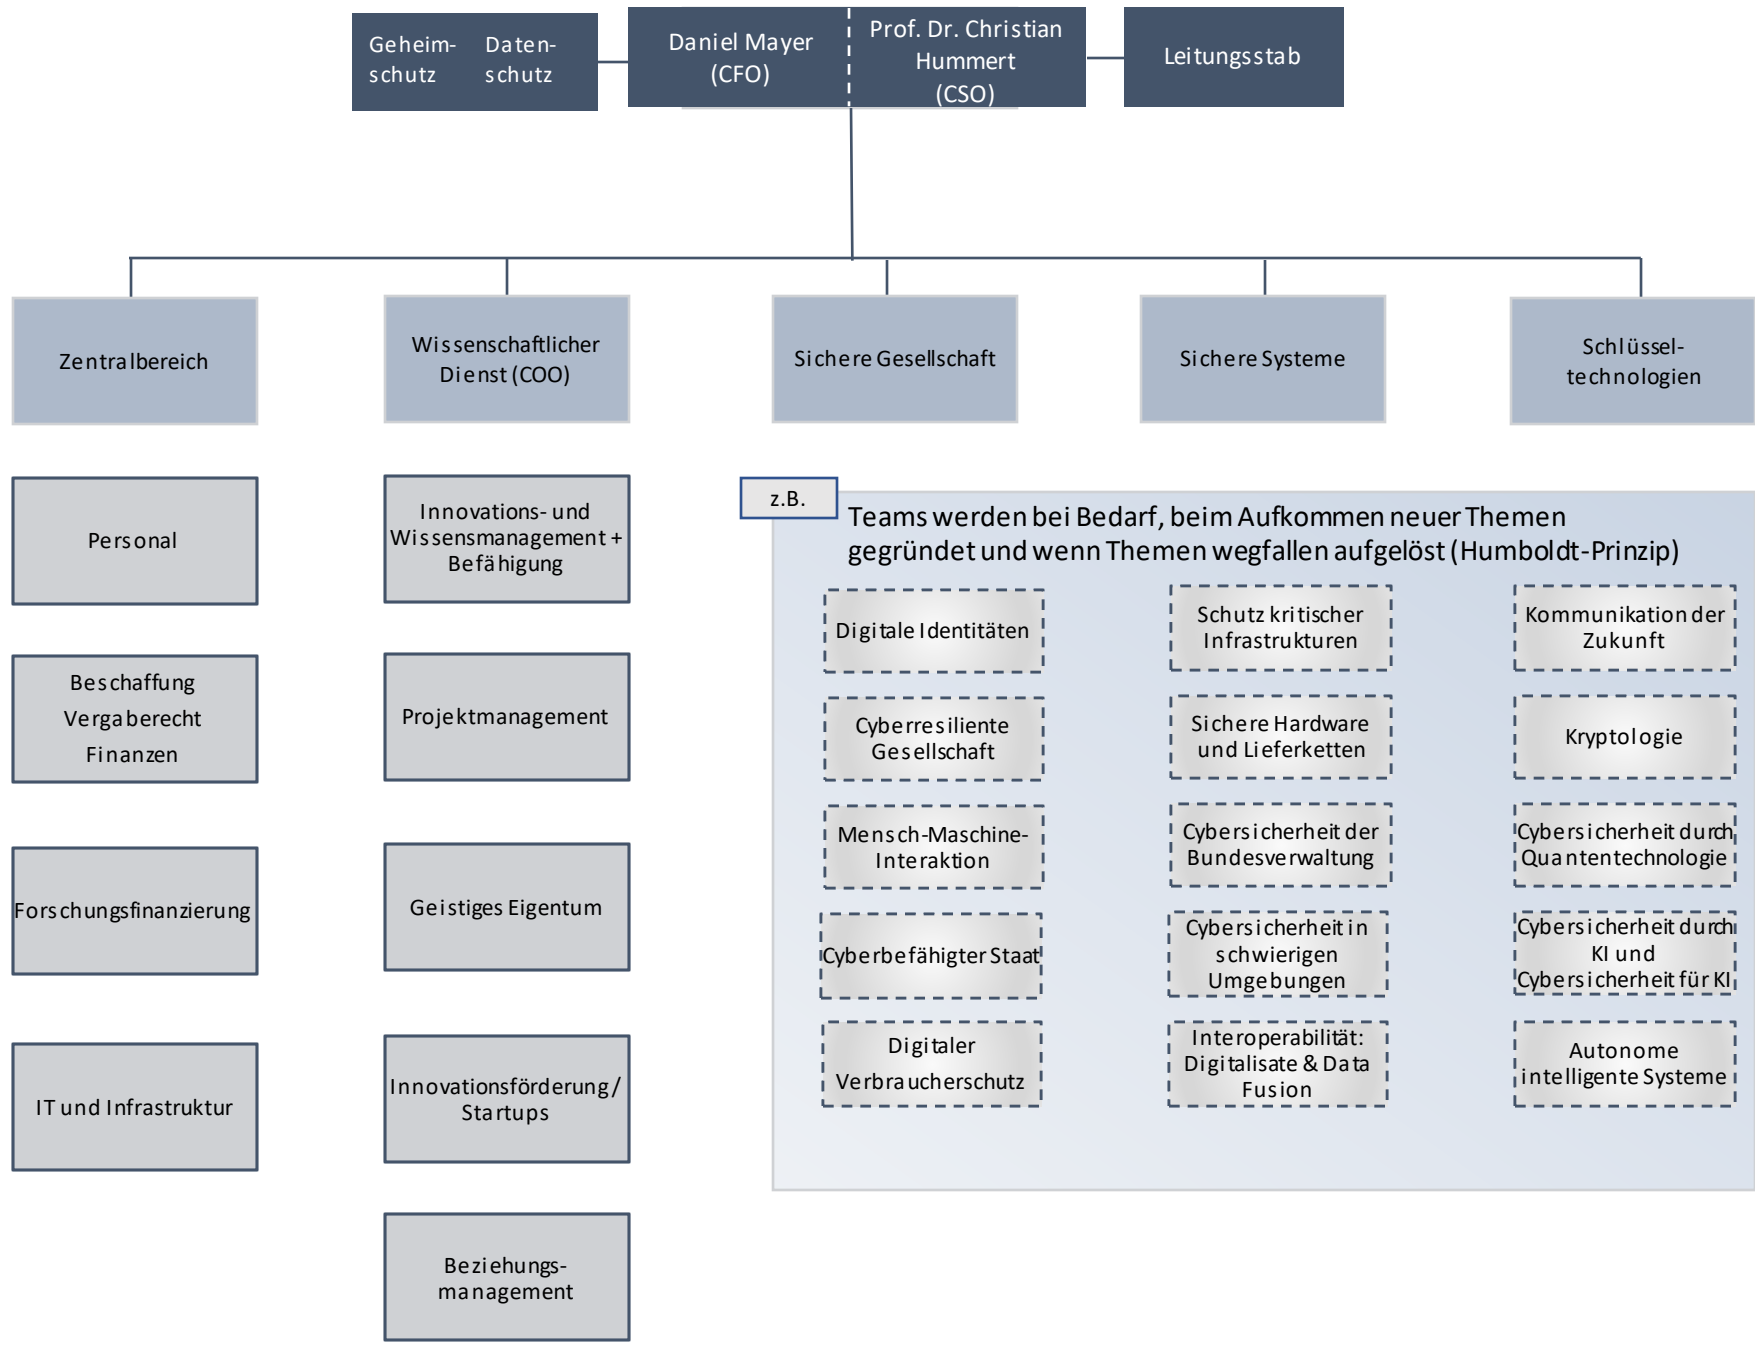 Geheim-
schutz
Daten-
schutz
Daniel Mayer
(CFO)
Prof. Dr. Christian
Hummert
(CSO)
Leitungsstab
Zentralbereich
Wissenschaftlicher
Dienst (COO)
Sichere Gesellschaft
Sichere Systeme
Schlüssel-
technologien
Personal
Beschaffung
Vergaberecht
Finanzen
Forschungsfinanzierung
IT und Infrastruktur
Innovations- und
Wissensmanagement +
Befähigung
Projektmanagement
Geistiges Eigentum
Innovationsförderung/
Startups
Beziehungs-
management
z.B.
Teams werden bei Bedarf, beim Aufkommen neuer Themen
gegründet und wenn Themen wegfallen aufgelöst (Humboldt-Prinzip)
Digitale Identitäten
Cyberresiliente
Gesellschaft
Mensch-Maschine-
Interaktion
Cyberbefähigter Staat
Digitaler
Verbraucherschutz
Schutz kritischer
Infrastrukturen
Sichere Hardware
und Lieferketten
Cybersicherheit der
Bundesverwaltung
Cybersicherheit in
schwierigen
Umgebungen
Interoperabilität:
Digitalisate & Data
Fusion
Kommunikation der
Zukunft
Kryptologie
Cybersicherheit durch
Quantentechnologie
Cybersicherheit durch
KI und
Cybersicherheit für KI
Autonome
intelligente Systeme